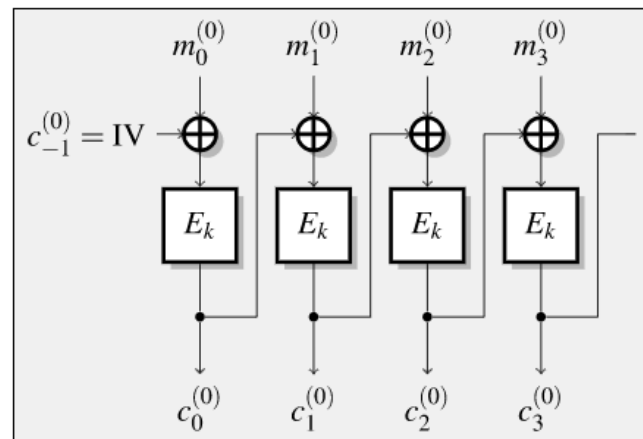 m_0^{(0)} m_1^{(0)} m_2^{(0)} m_3^{(0)}
c_{-1}^{(0)} = IV
E_k E_k E_k E_k
c_0^{(0)} c_1^{(0)} c_2^{(0)} c_3^{(0)}